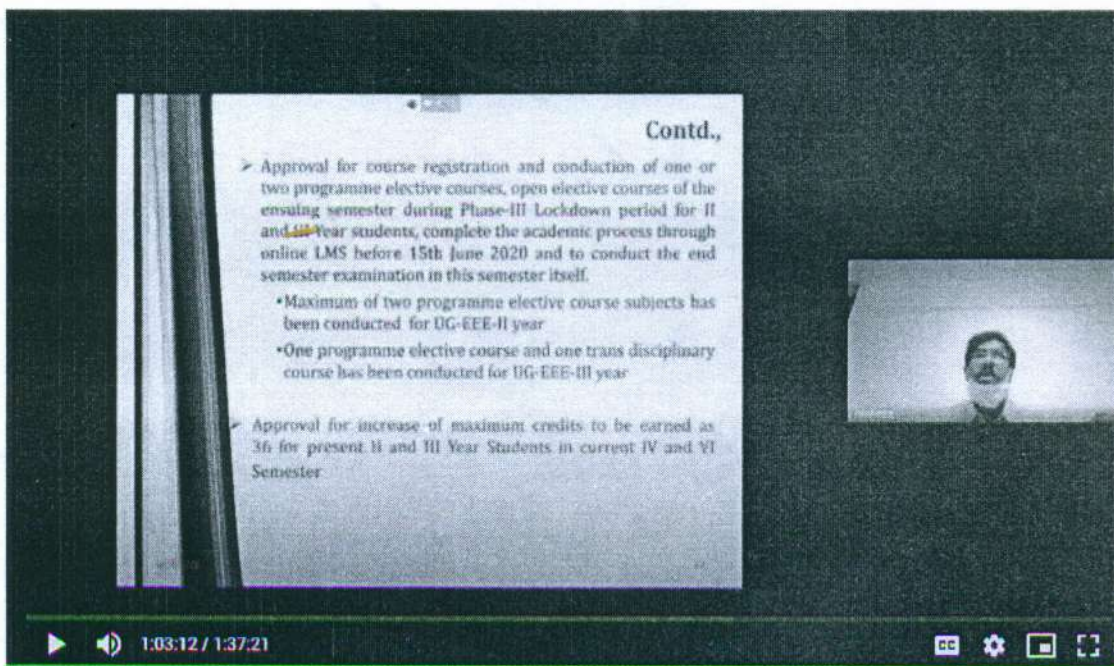 Contd.,
➢ Approval for course registration and conduction of one or
two programme elective courses, open elective courses of the
ensuing semester during Phase-III Lockdown period for II
and III Year students, complete the academic process through
online LMS before 15th June 2020 and to conduct the end
semester examination in this semester itself.
•Maximum of two programme elective course subjects has
been conducted for UG-EEE-II year
•One programme elective course and one trans disciplinary
course has been conducted for UG-EEE-III year
➢ Approval for increase of maximum credits to be earned as
36 for present II and III Year Students in current IV and VI
Semester
1:03:12 / 1:37:21
CC